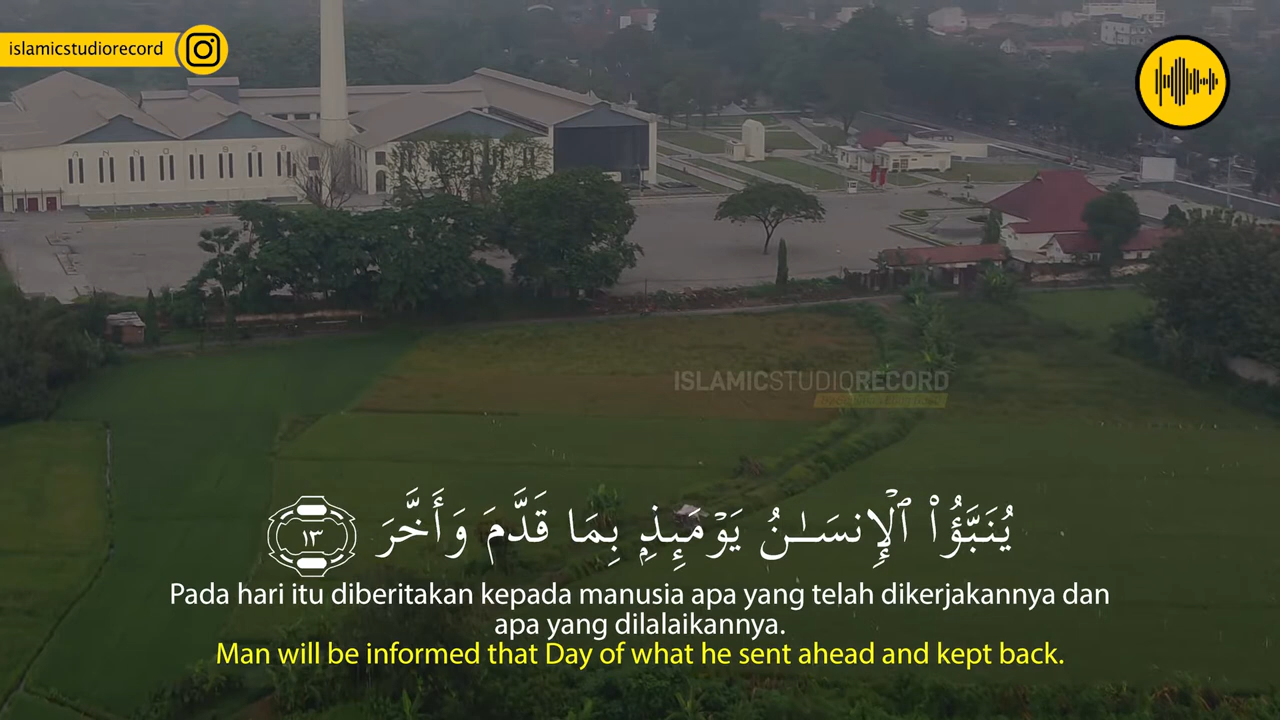 islamicstudiorecord
ISLAMICSTUDIORECORD
يُنَبَّؤُا۟ ٱلْإِنسَـٰنُ يَوْمَئِذٍۭ بِمَا قَدَّمَ وَأَخَّرَ ١٣
Pada hari itu diberitakan kepada manusia apa yang telah dikerjakannya dan
apa yang dilalaikannya.
Man will be informed that Day of what he sent ahead and kept back.